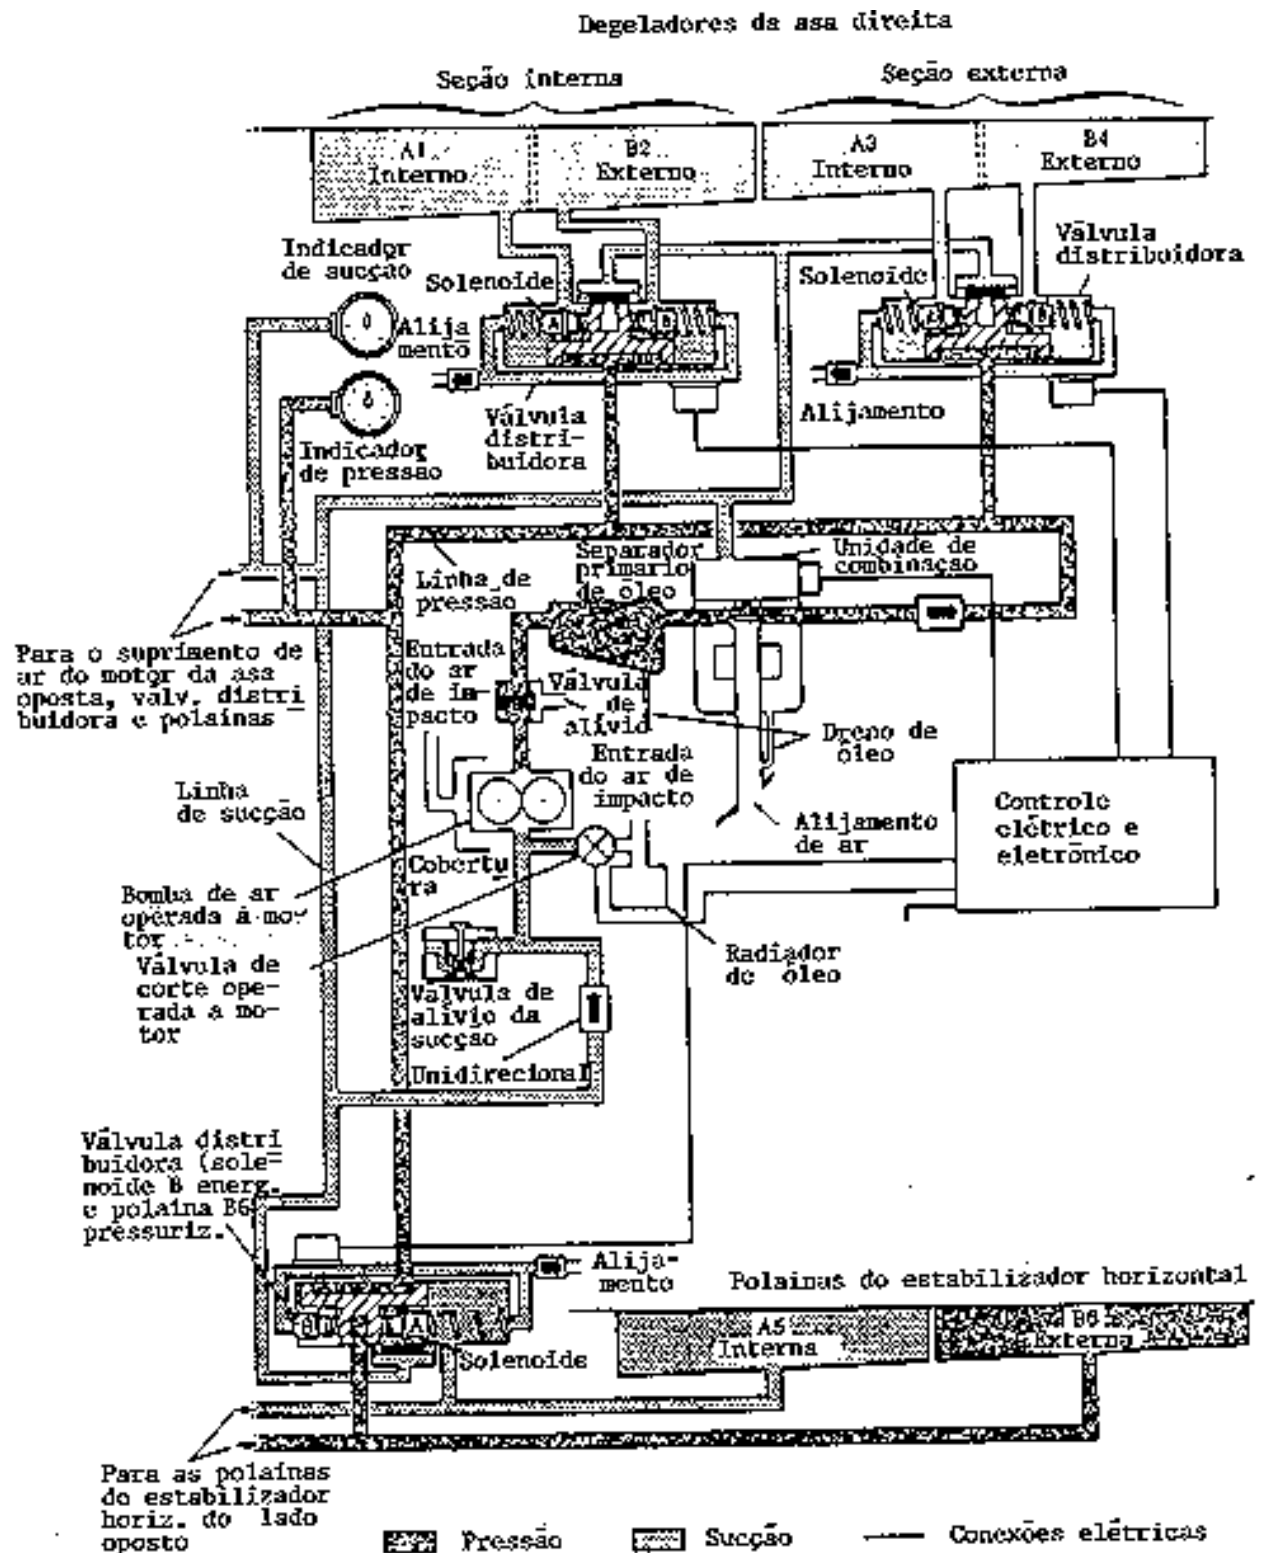 Degeladores da asa direita
Seção interna
Seção externa
A1
Interno
B2
Externo
A3
Interno
B4
Externo
Indicador
de sucção
Solenoíde
Alija
mento
Solenoíde
Válvula
distribuidora
Indicador
de pressão
Válvula
distri-
buidora
Alijamento
Separador
primário
de óleo
Unidade de
combinação
Linha de
pressão
Para o suprimento de
ar do motor da asa
oposta, valv. distri
buidora e polainas
Entrada
do ar
de im-
pacto
Válvula
de
alívio
Entrada
do ar de
impacto
Dreno de
óleo
Linha
de sucção
Controle
elétrico e
eletrônico
Alijamento
de ar
Cobertu
ra
Bomba de ar
operada à mo-
tor
Válvula de
corte ope-
rada a mo-
tor
Radiador
de óleo
Válvula de
alívio da
sucção
Unidirecional
Válvula distri
buidora (sole-
noide B energ.
e polaina B6
pressuriz.
Alija-
mento
Polainas do estabilizador horizontal
A
B
A
B
B
A
A5
Interna
B6
Externa
Solenoíde
Para as polaínas
do estabilizador
horiz. do lado
oposto
Pressão
Sucção
Conexões elétricas